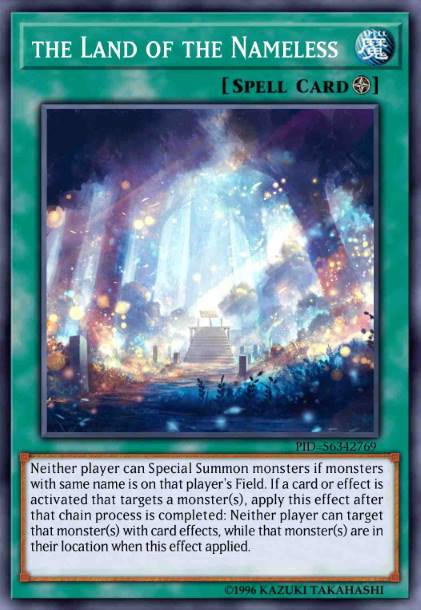 the Land of the Nameless
SPELL
[Spell Card]
PID-56342769
Neither player can Special Summon monsters if monsters
with same name is on that player's Field. If a card or effect is
activated that targets a monster(s), apply this effect after
that chain process is completed: Neither player can target
that monster(s) with card effects, while that monster(s) are in
their location when this effect applied.
©1996 KAZUKI TAKAHASHI